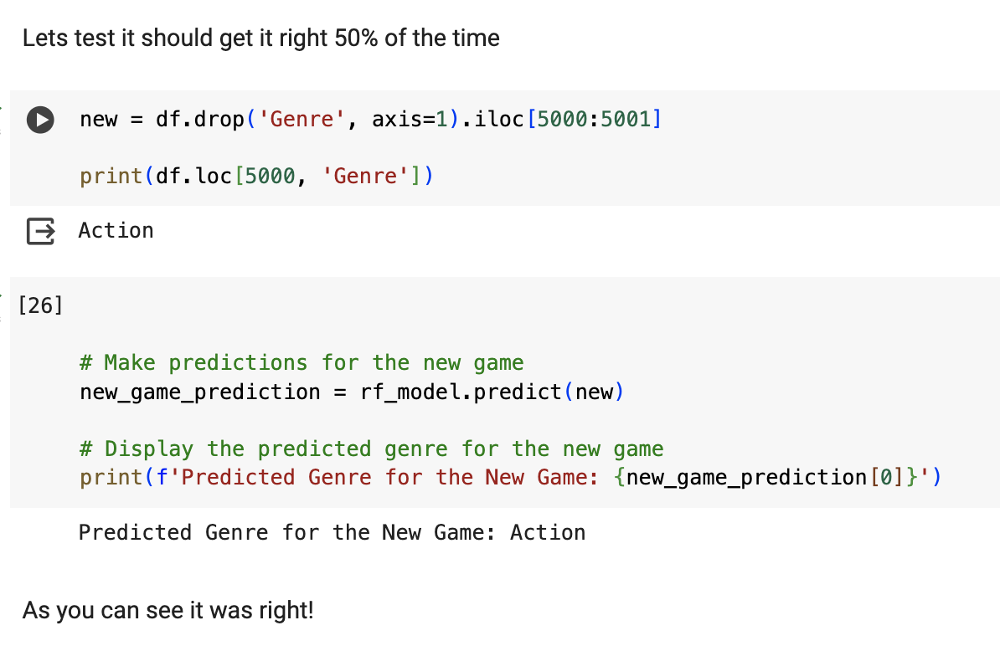 Lets test it should get it right 50% of the time
new = df.drop('Genre', axis=1).iloc[5000:5001]
print(df.loc[5000, 'Genre'])
Action
[26]
# Make predictions for the new game
new_game_prediction = rf_model.predict(new)
# Display the predicted genre for the new game
print(f'Predicted Genre for the New Game: {new_game_prediction[0]}')
Predicted Genre for the New Game: Action
As you can see it was right!